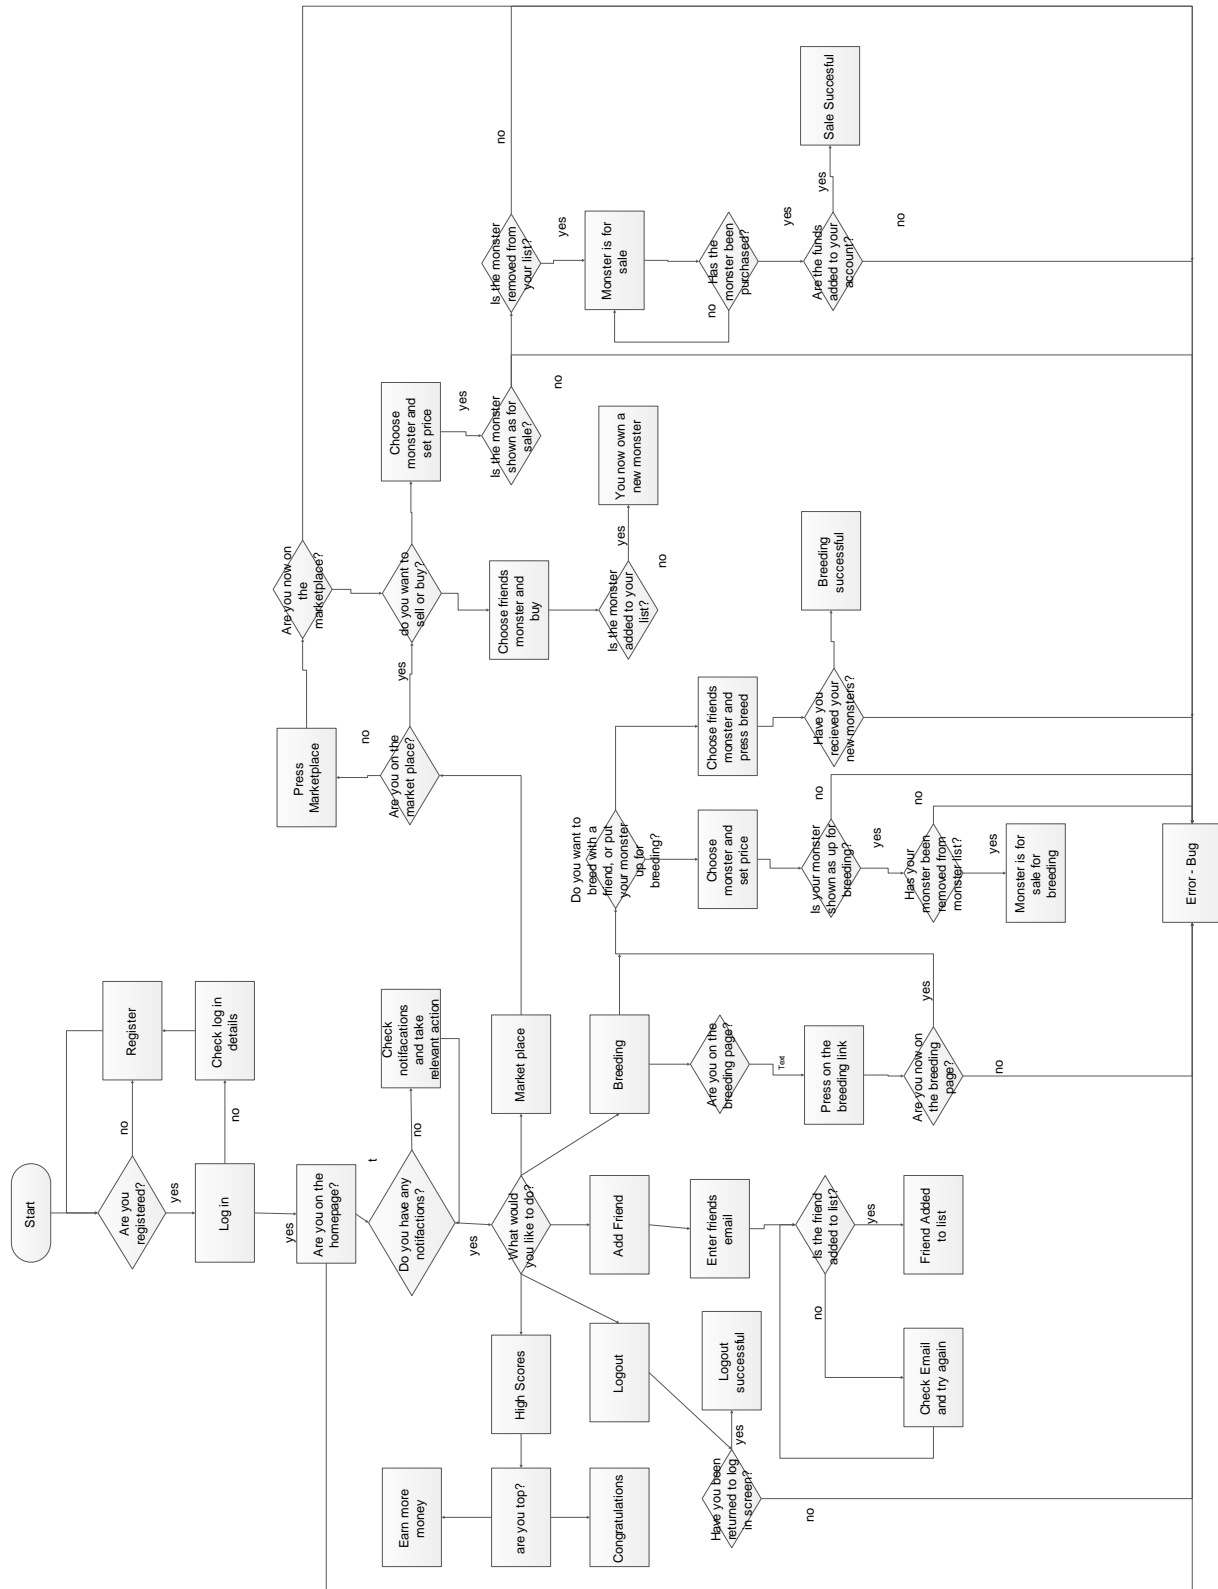 Start
Are you
registered?
no
yes
Register
Log in
no
Check log in
details
yes
Are you on the
homepage?
t
Do you have any
notifactions?
no
Check
notifacations
and take
relevant action
yes
What would
you like to do?
High Scores
are you top?
Earn more
money
Congratulations
Logout
Have you been
returned to log
in screen?
yes
Logout
successful
no
Add Friend
Enter friends
email
Is the friend
added to list?
yes
Friend Added
to list
no
Check Email
and try again
Breeding
Are you on the
breeding page?
Text
Press on the
breeding link
Are you now on
the breeding
page?
yes
no
Do you want to
breed with a
friend, or put
your monster
up for
breeding?
Choose
monster and
set price
Is your monster
shown as up for
breeding?
no
yes
Has your
monster been
removed from
monster list?
no
yes
Monster is for
sale for
breeding
Choose friends
monster and
press breed
Have you
recieved your
new monsters?
Breeding
successful
Market place
Are you on the
market place?
no
yes
Press
Marketplace
Are you now on
the
marketplace?
do you want to
sell or buy?
Choose friends
monster and
buy
Is the monster
added to your
list?
yes
no
You now own a
new monster
Choose
monster and
set price
yes
Is the monster
shown as for
sale?
no
Is the monster
removed from
your list?
no
yes
Monster is for
sale
Has the
monster been
purchased?
no
yes
Are the funds
added to your
account?
yes
no
Sale Succesful
Error - Bug